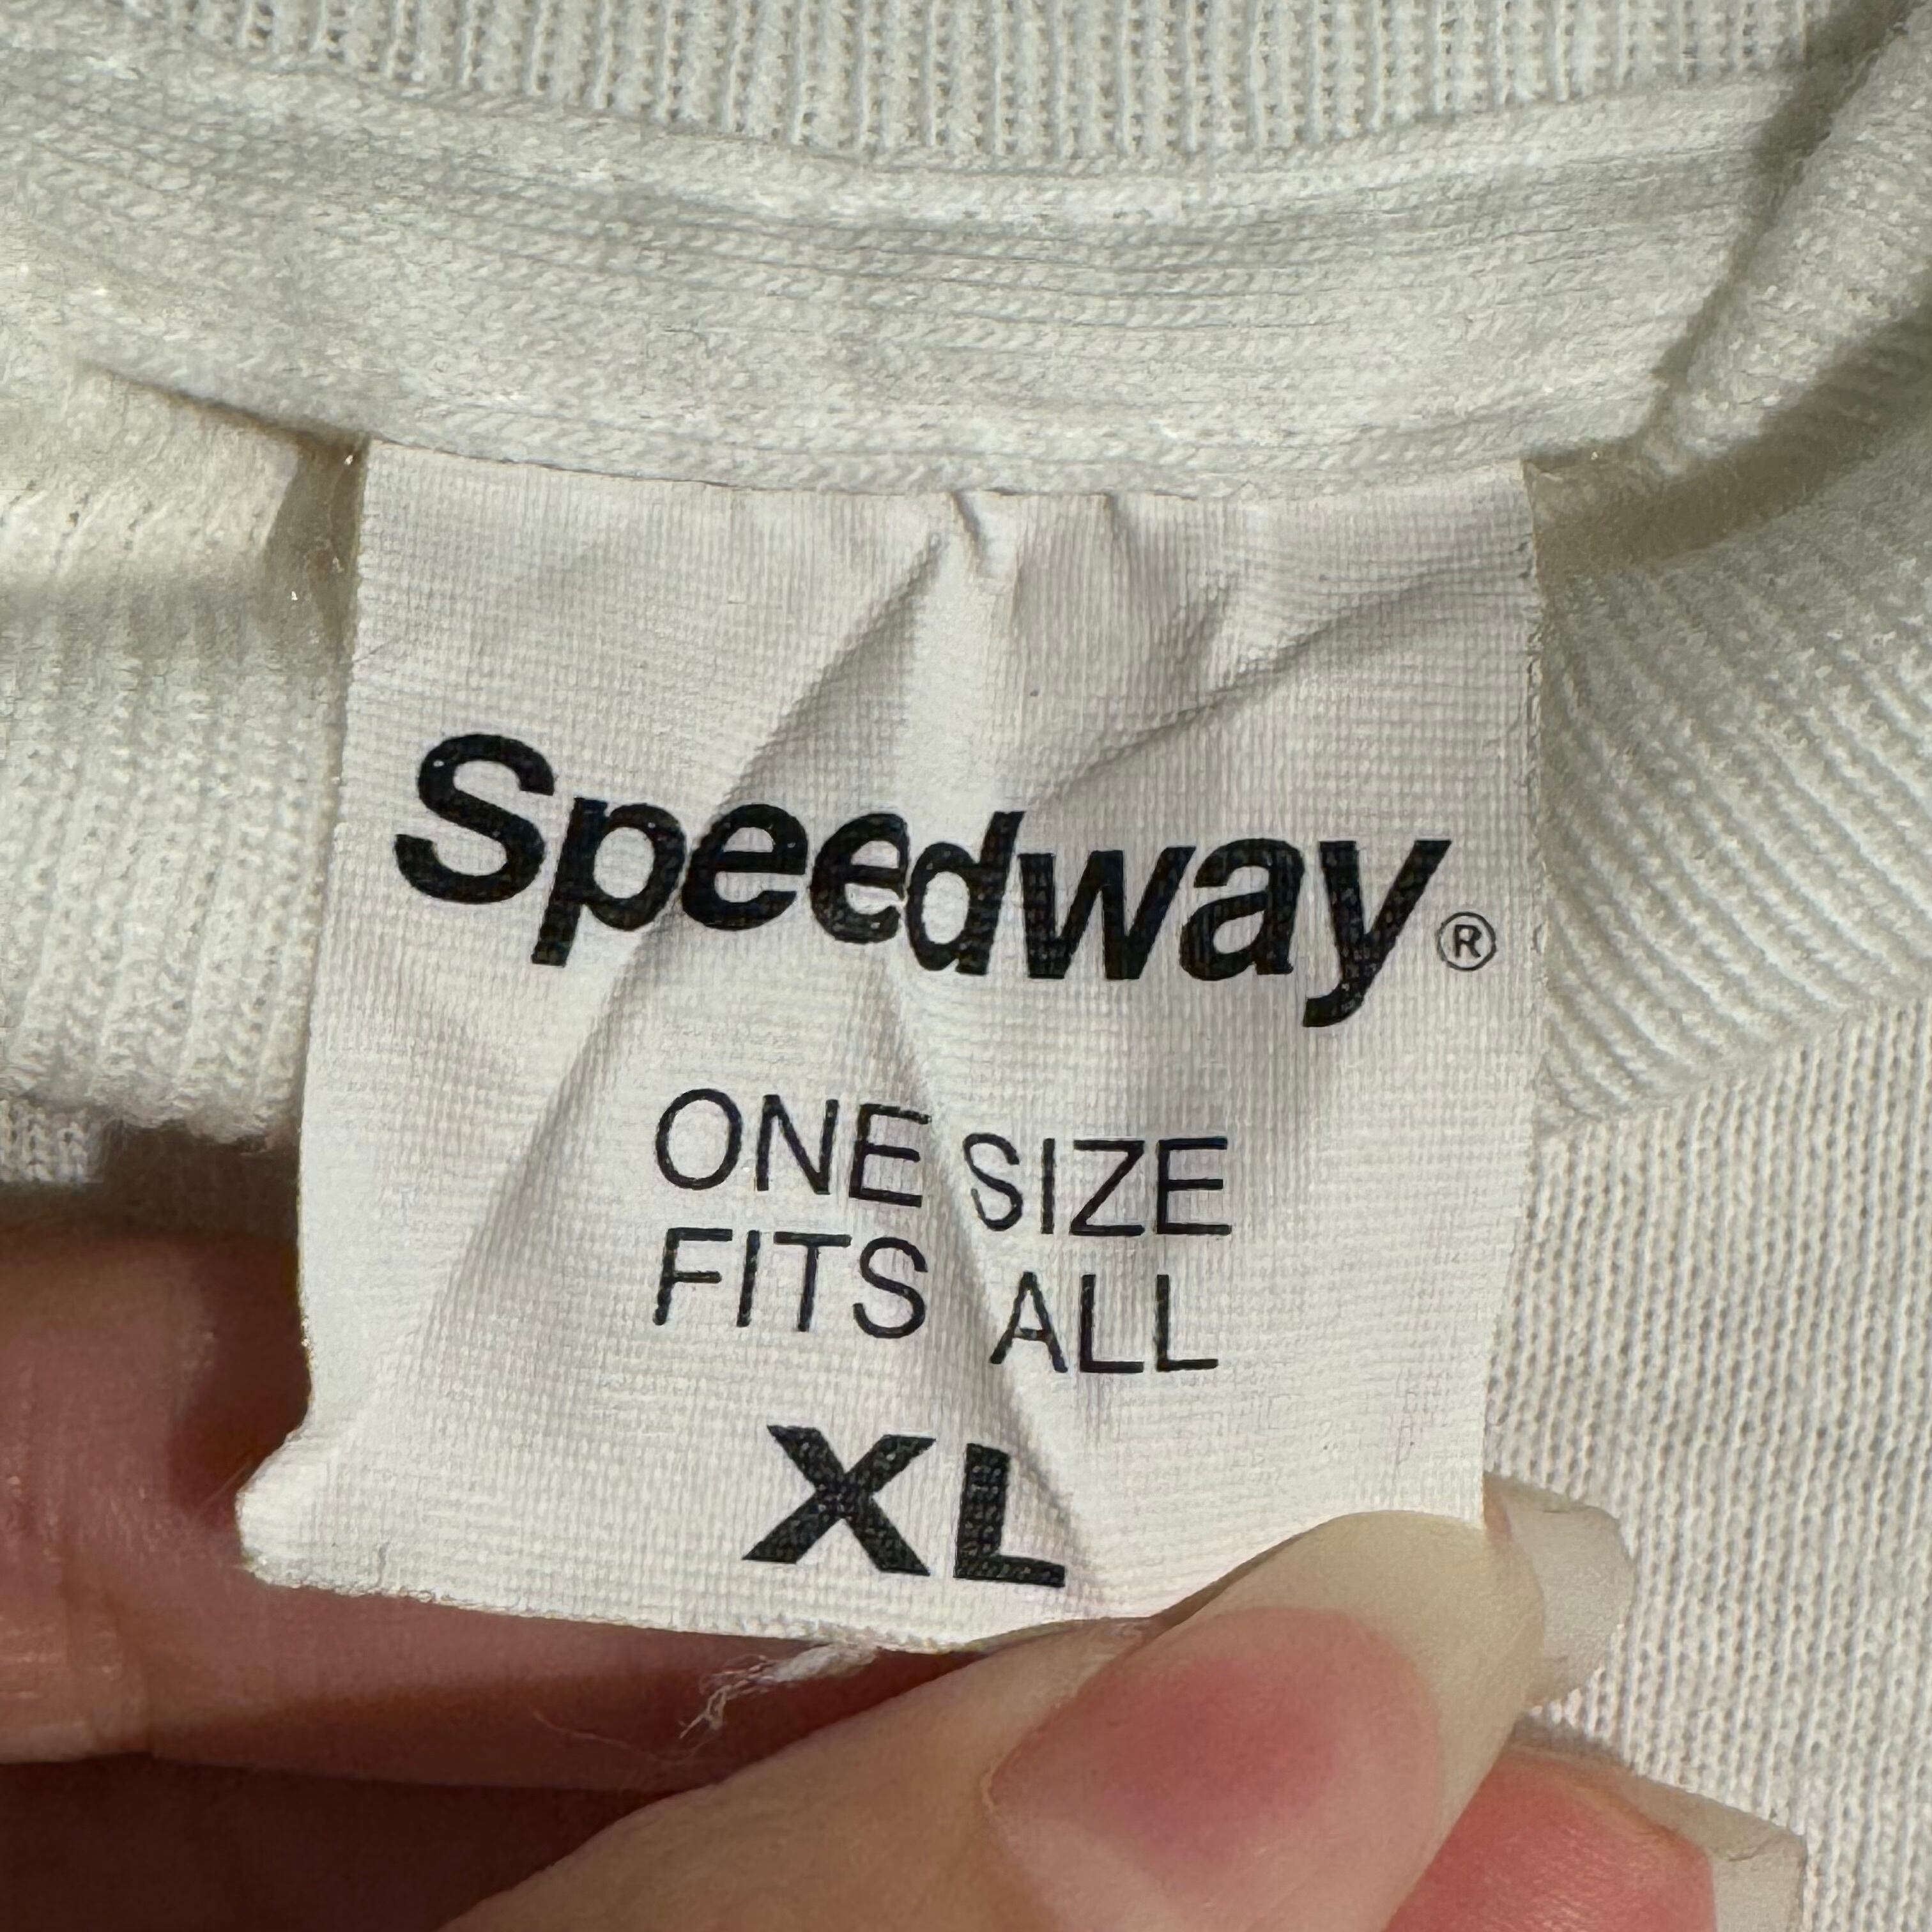 Speedway®
ONE SIZE
FITS ALL
XL